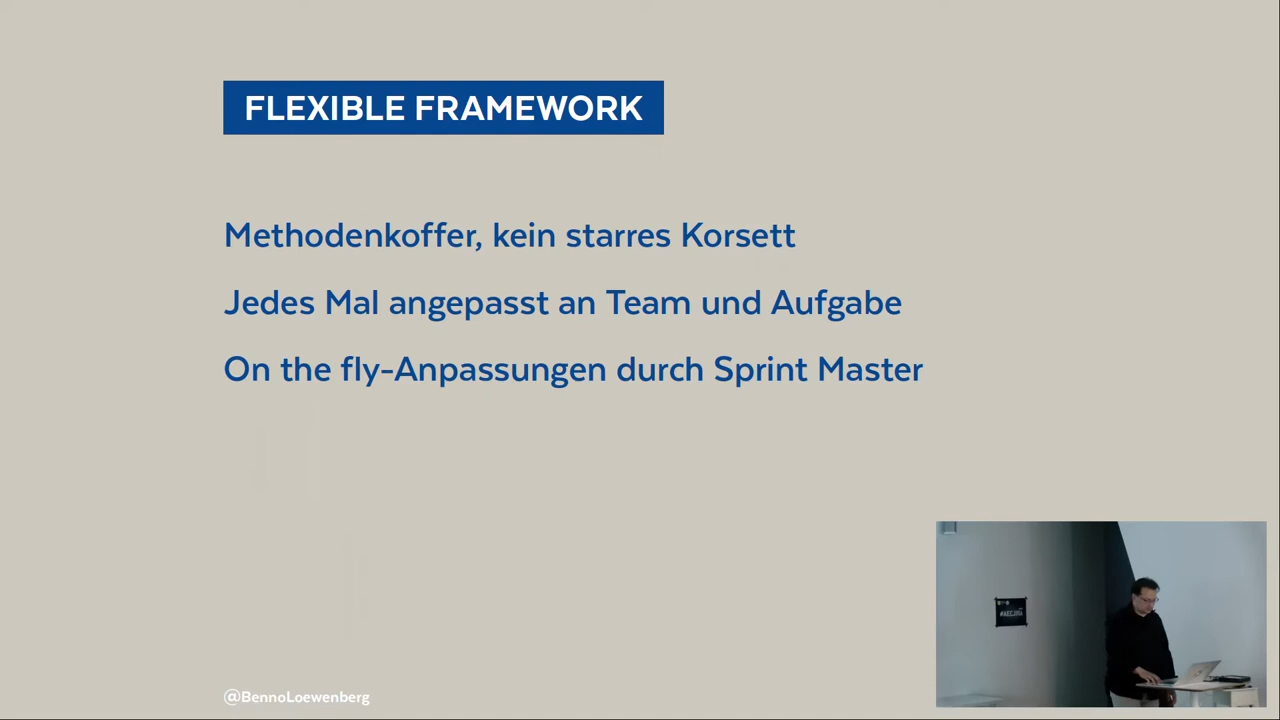 FLEXIBLE FRAMEWORK
Methodenkoffer, kein starres Korsett
Jedes Mal angepasst an Team und Aufgabe
On the fly-Anpassungen durch Sprint Master
@BennoLoewenberg